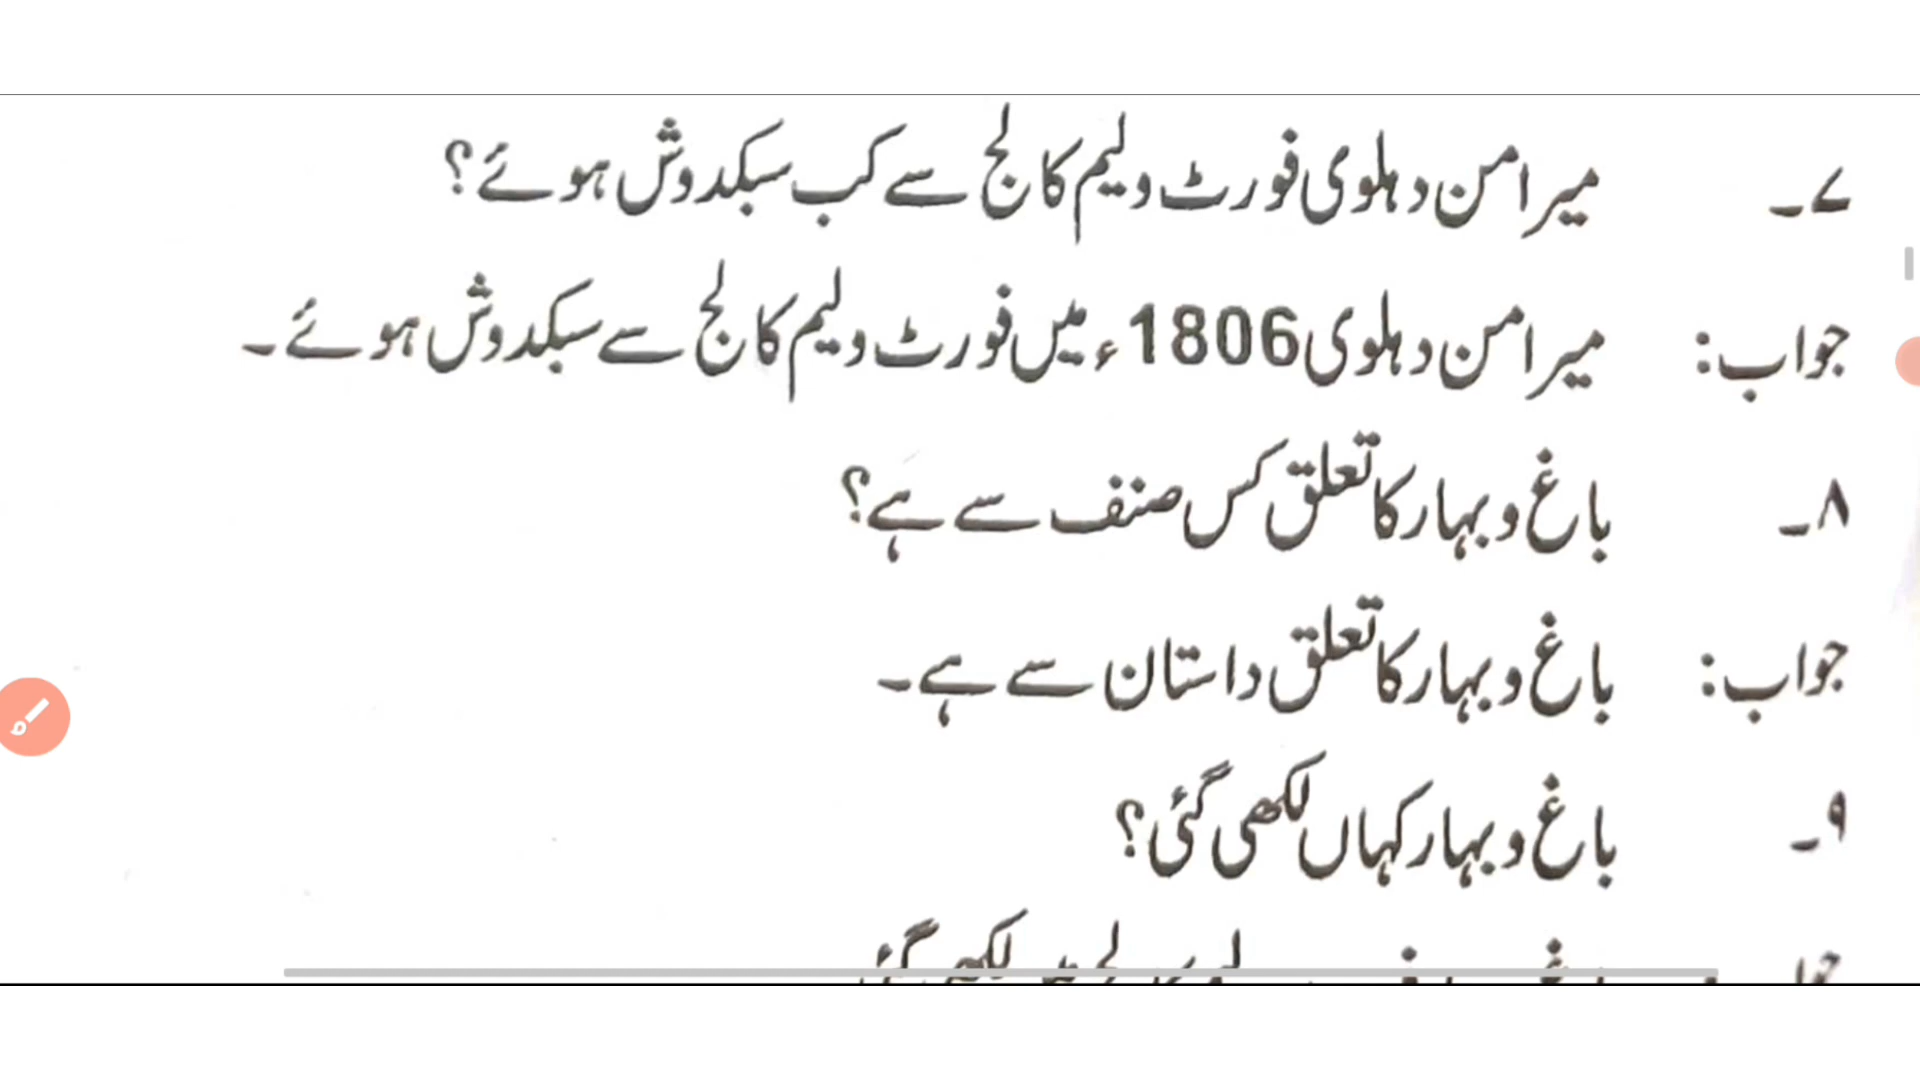 ۷۔ میر امن دہلوی فورٹ ولیم کالج سے کب سبکدوش ہوئے؟
جواب: میر امن دہلوی 1806ء میں فورٹ ولیم کالج سے سبکدوش ہوئے۔
۸۔ باغ و بہار کا تعلق کس صنف سے ہے؟
جواب: باغ و بہار کا تعلق داستان سے ہے۔
۹۔ باغ و بہار کہاں لکھی گئی؟